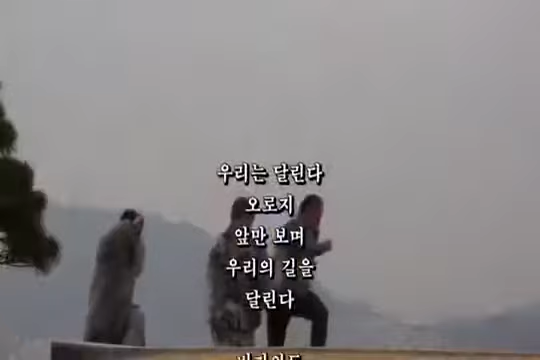 우리는 달린다
오로지
앞만 보며
우리의 길을
달린다